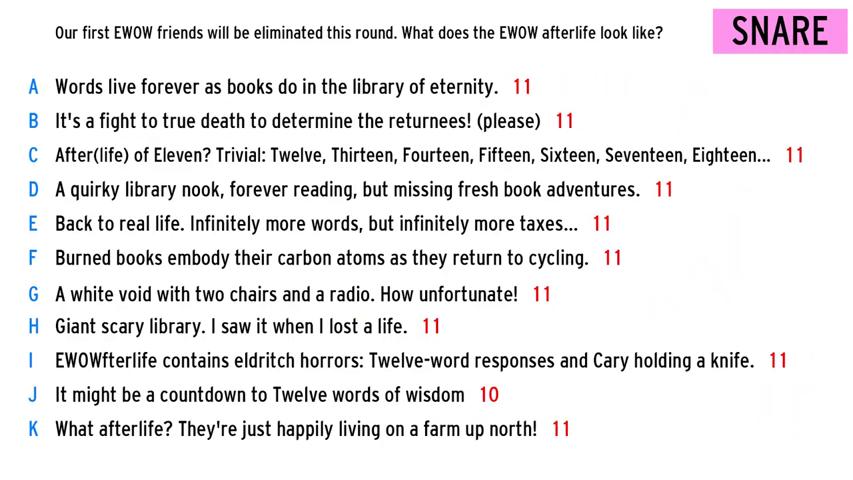 Our first EWOW friends will be eliminated this round. What does the EWOW afterlife look like?
SNARE
A Words live forever as books do in the library of eternity. 11
B It's a fight to true death to determine the returnees! (please) 11
C After(life) of Eleven? Trivial: Twelve, Thirteen, Fourteen, Fifteen, Sixteen, Seventeen, Eighteen... 11
D A quirky library nook, forever reading, but missing fresh book adventures. 11
E Back to real life. Infinitely more words, but infinitely more taxes... 11
F Burned books embody their carbon atoms as they return to cycling. 11
G A white void with two chairs and a radio. How unfortunate! 11
H Giant scary library. I saw it when I lost a life. 11
I EWOWfterlife contains eldritch horrors: Twelve-word responses and Cary holding a knife. 11
J It might be a countdown to Twelve words of wisdom 10
K What afterlife? They're just happily living on a farm up north! 11